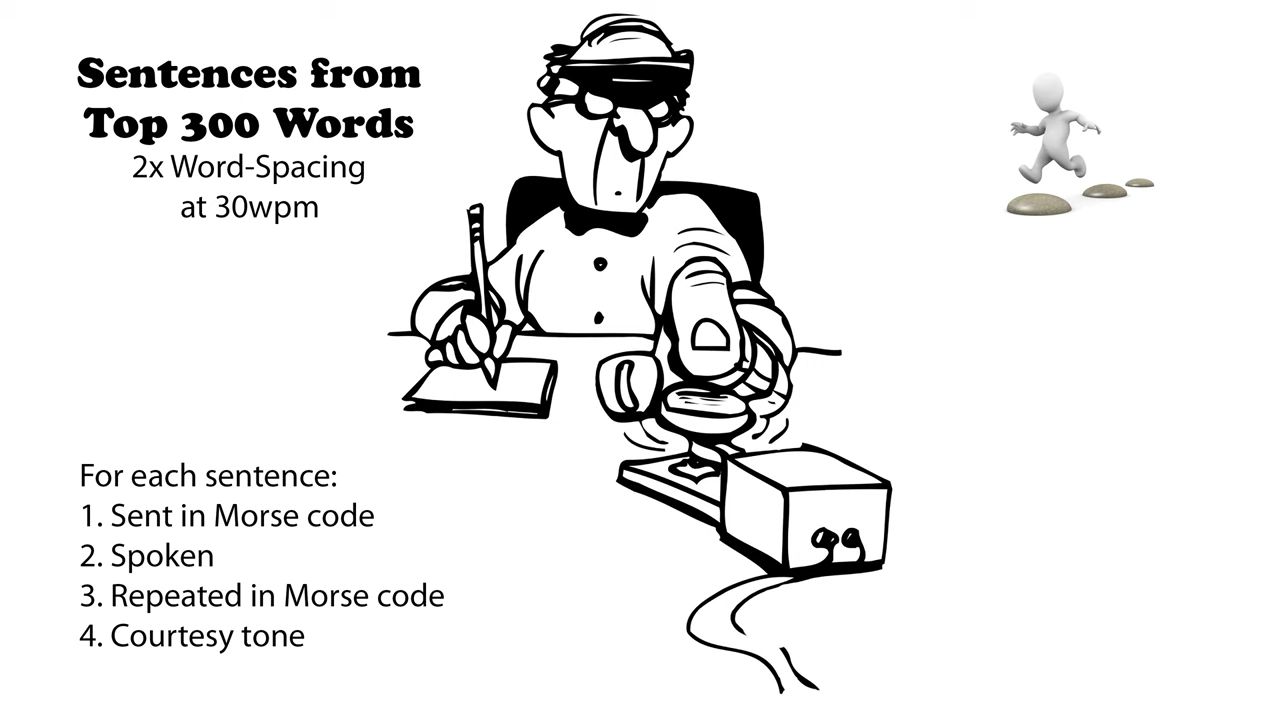 Sentences from
Top 300 Words
2x Word-Spacing
at 30wpm
For each sentence:
1. Sent in Morse code
2. Spoken
3. Repeated in Morse code
4. Courtesy tone